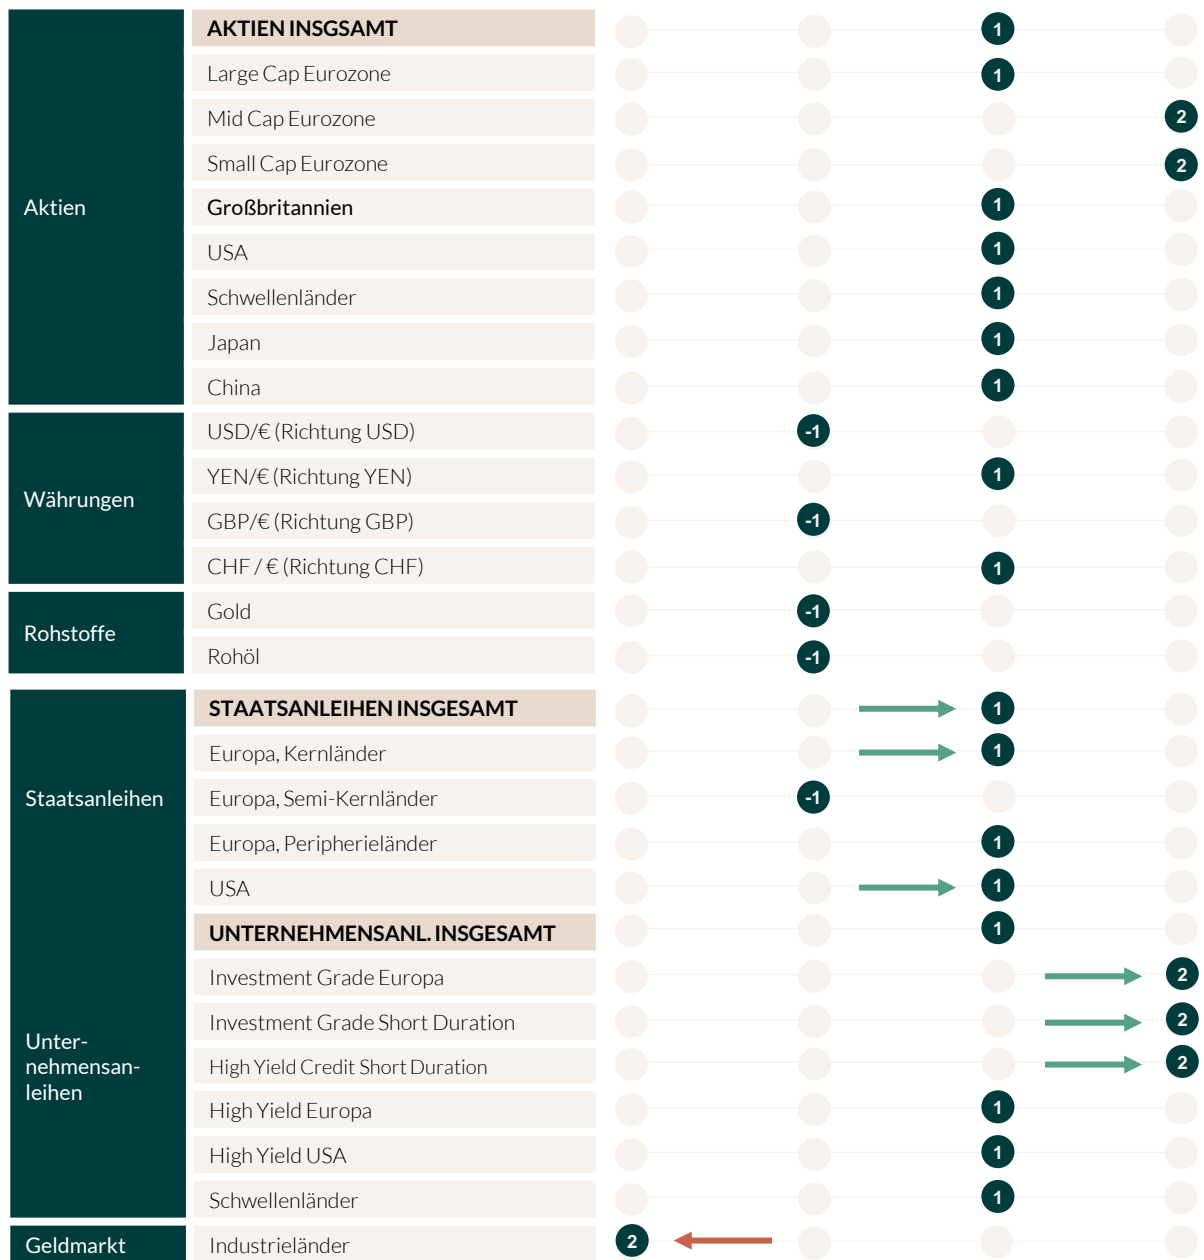 Aktien
AKTIEN INSGSAMT 1
Large Cap Eurozone 1
Mid Cap Eurozone 2
Small Cap Eurozone 2
Großbritannien 1
USA 1
Schwellenländer 1
Japan 1
China 1
Währungen
USD/€ (Richtung USD) -1
YEN/€ (Richtung YEN) 1
GBP/€ (Richtung GBP) -1
CHF / € (Richtung CHF) 1
Rohstoffe
Gold -1
Rohöl -1
Staatsanleihen
STAATSANLEIHEN INSGESAMT 1
Europa, Kernländer 1
Europa, Semi-Kernländer -1
Europa, Peripherieländer 1
USA 1
Unter-
nehmensan-
leihen
UNTERNEHMENSANL. INSGESAMT 1
Investment Grade Europa 2
Investment Grade Short Duration 2
High Yield Credit Short Duration 2
High Yield Europa 1
High Yield USA 1
Schwellenländer 1
Geldmarkt
Industrieländer 2